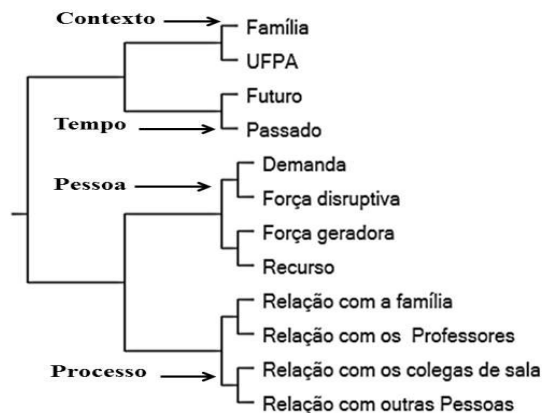 Contexto
Família
UFPA
Futuro
Tempo
Passado
Demanda
Pessoa
Força disruptiva
Força geradora
Recurso
Relação com a família
Relação com os Professores
Processo
Relação com os colegas de sala
Relação com outras Pessoas